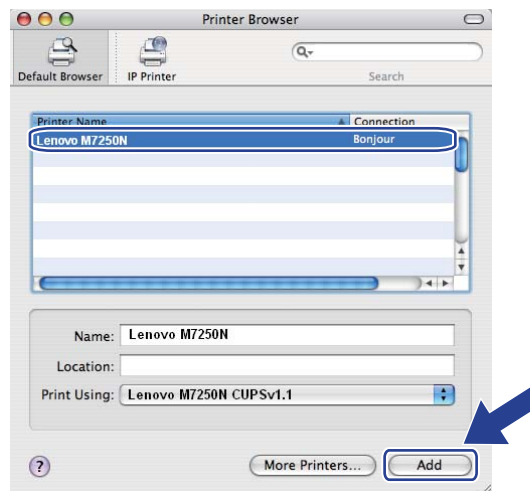 Printer Browser
Default Browser
IP Printer
Search
Printer Name Connection
Lenovo M7250N Bonjour
Name: Lenovo M7250N
Location:
Print Using: Lenovo M7250N CUPSv1.1
? More Printers... Add